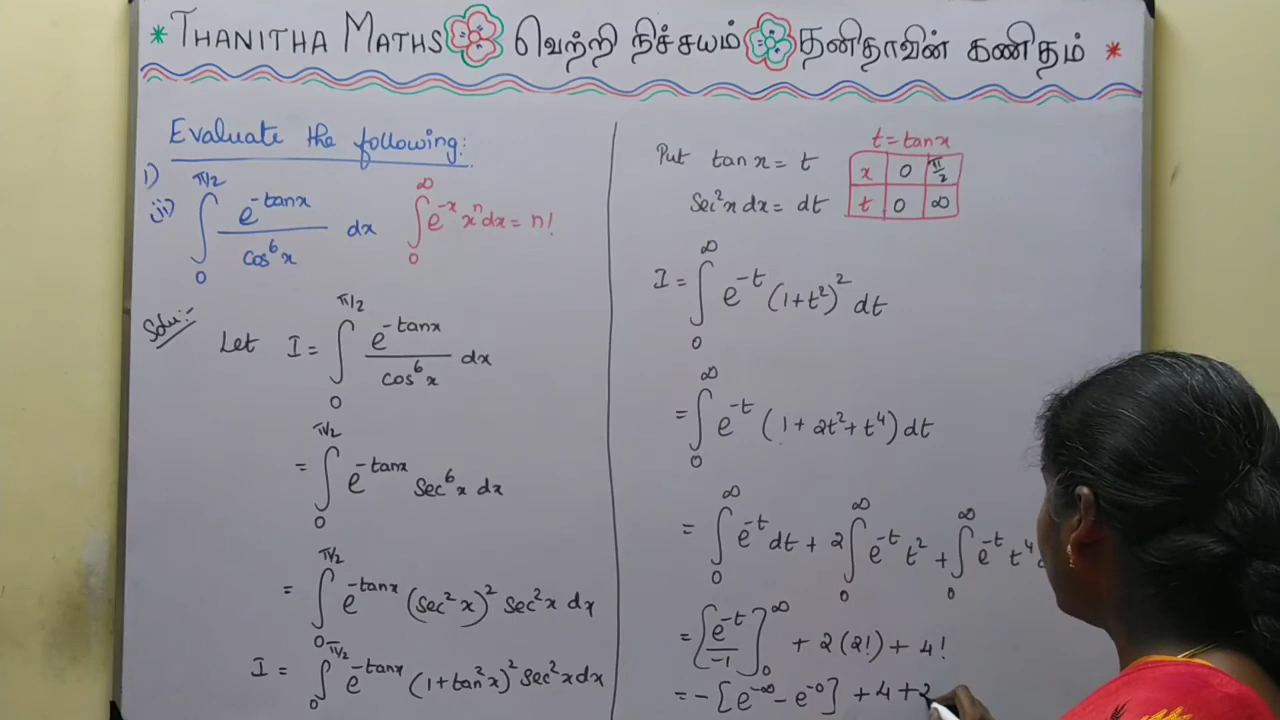 * THANITHA MATHS வெற்றி நிச்சயம் தனிதாவின் கணிதம் *
Evaluate the following:
1)
ii) ∫₀^{π/2} e^{-tanx}/cos⁶x dx ∫₀^∞ e^{-x} xⁿ dx = n!
Solu:-
Let I = ∫₀^{π/2} e^{-tanx}/cos⁶x dx
= ∫₀^{π/2} e^{-tanx} sec⁶x dx
= ∫₀^{π/2} e^{-tanx} (sec²x)² sec²x dx
I = ∫₀^{π/2} e^{-tanx} (1+tan²x)² sec²x dx
Put tan x = t
sec²x dx = dt
t = tanx
x 0 π/2
t 0 ∞
I = ∫₀^∞ e^{-t} (1+t²)² dt
= ∫₀^∞ e^{-t} (1+2t²+t⁴) dt
= ∫₀^∞ e^{-t} dt + 2∫₀^∞ e^{-t} t² + ∫₀^∞ e^{-t} t⁴
= [e^{-t}/-1]₀^∞ + 2(2!) + 4!
= -[e^{-∞} - e^{-0}] + 4 + 2